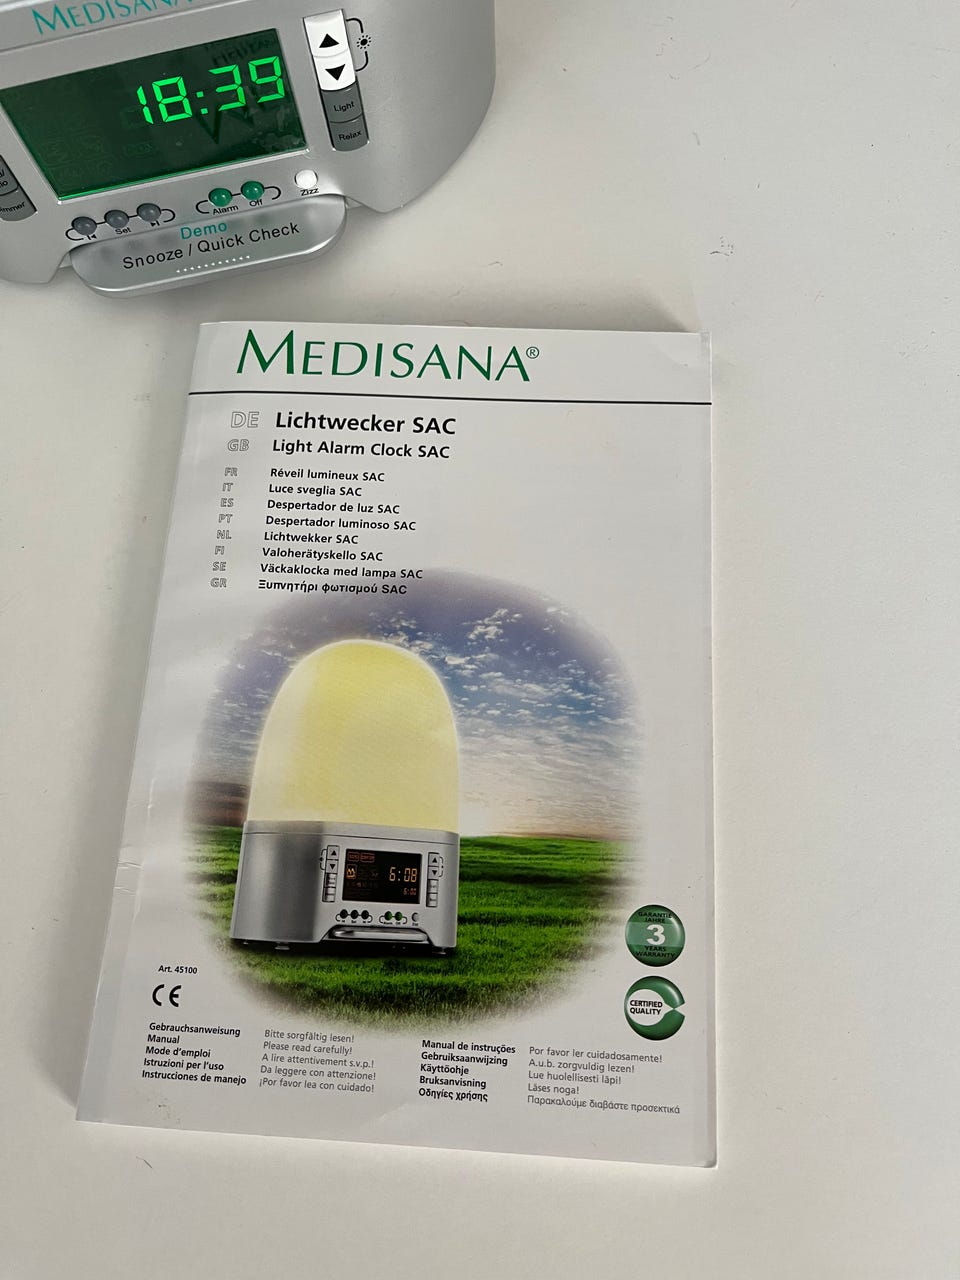 MEDISANA
18:39
Light
Relax
Set
Alarm Off
Zizz
Demo
Snooze / Quick Check
MEDISANA®
DE Lichtwecker SAC
GB Light Alarm Clock SAC
FR Réveil lumineux SAC
IT Luce sveglia SAC
ES Despertador de luz SAC
PT Despertador luminoso SAC
NL Lichtwekker SAC
FI Valoherätyskello SAC
SE Väckaklocka med lampa SAC
GR Ξυπνητήρι φωτισμού SAC
6:08
6:00
GARANTIE
JAHRE
3
YEARS
WARRANTY
CERTIFIED
QUALITY
Art. 45100
CE
Gebrauchsanweisung Bitte sorgfältig lesen!
Manual Please read carefully!
Mode d'emploi A lire attentivement s.v.p.!
Istruzioni per l'uso Da leggere con attenzione!
Instrucciones de manejo ¡Por favor lea con cuidado!
Manual de instruções Por favor ler cuidadosamente!
Gebruiksaanwijzing A.u.b. zorgvuldig lezen!
Käyttöohje Lue huolellisesti läpi!
Bruksanvisning Läses noga!
Οδηγίες χρήσης Παρακαλούμε διαβάστε προσεκτικά